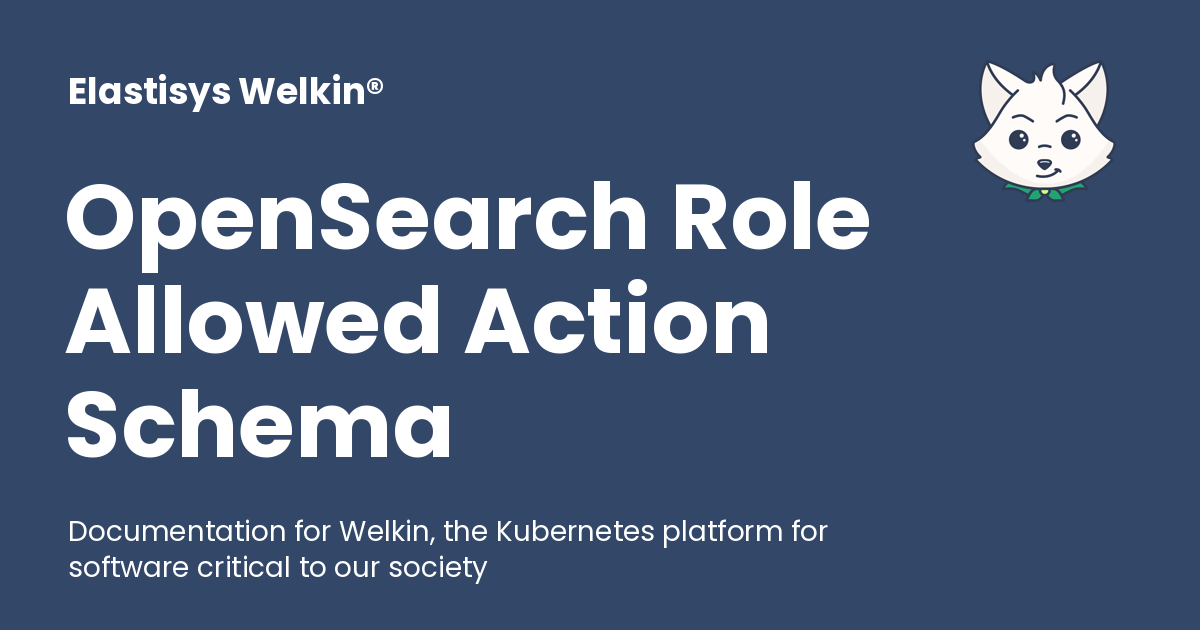 Elastisys Welkin®
OpenSearch Role
Allowed Action
Schema
Documentation for Welkin, the Kubernetes platform for
software critical to our society